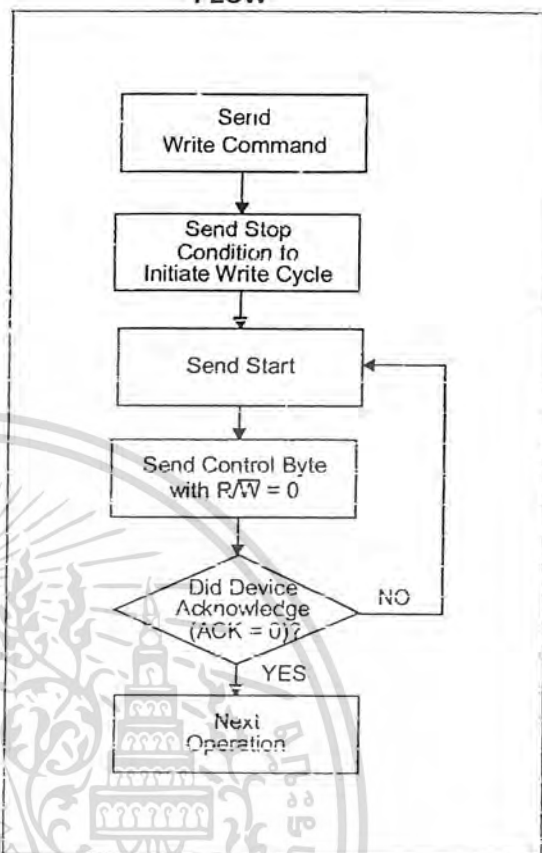 FLOW
Send
Write Command
Send Stop
Condition to
Initiate Write Cycle
Send Start
Send Control Byte
with R/W̅ = 0
Did Device
Acknowledge
(ACK = 0)?
NO
YES
Next
Operation